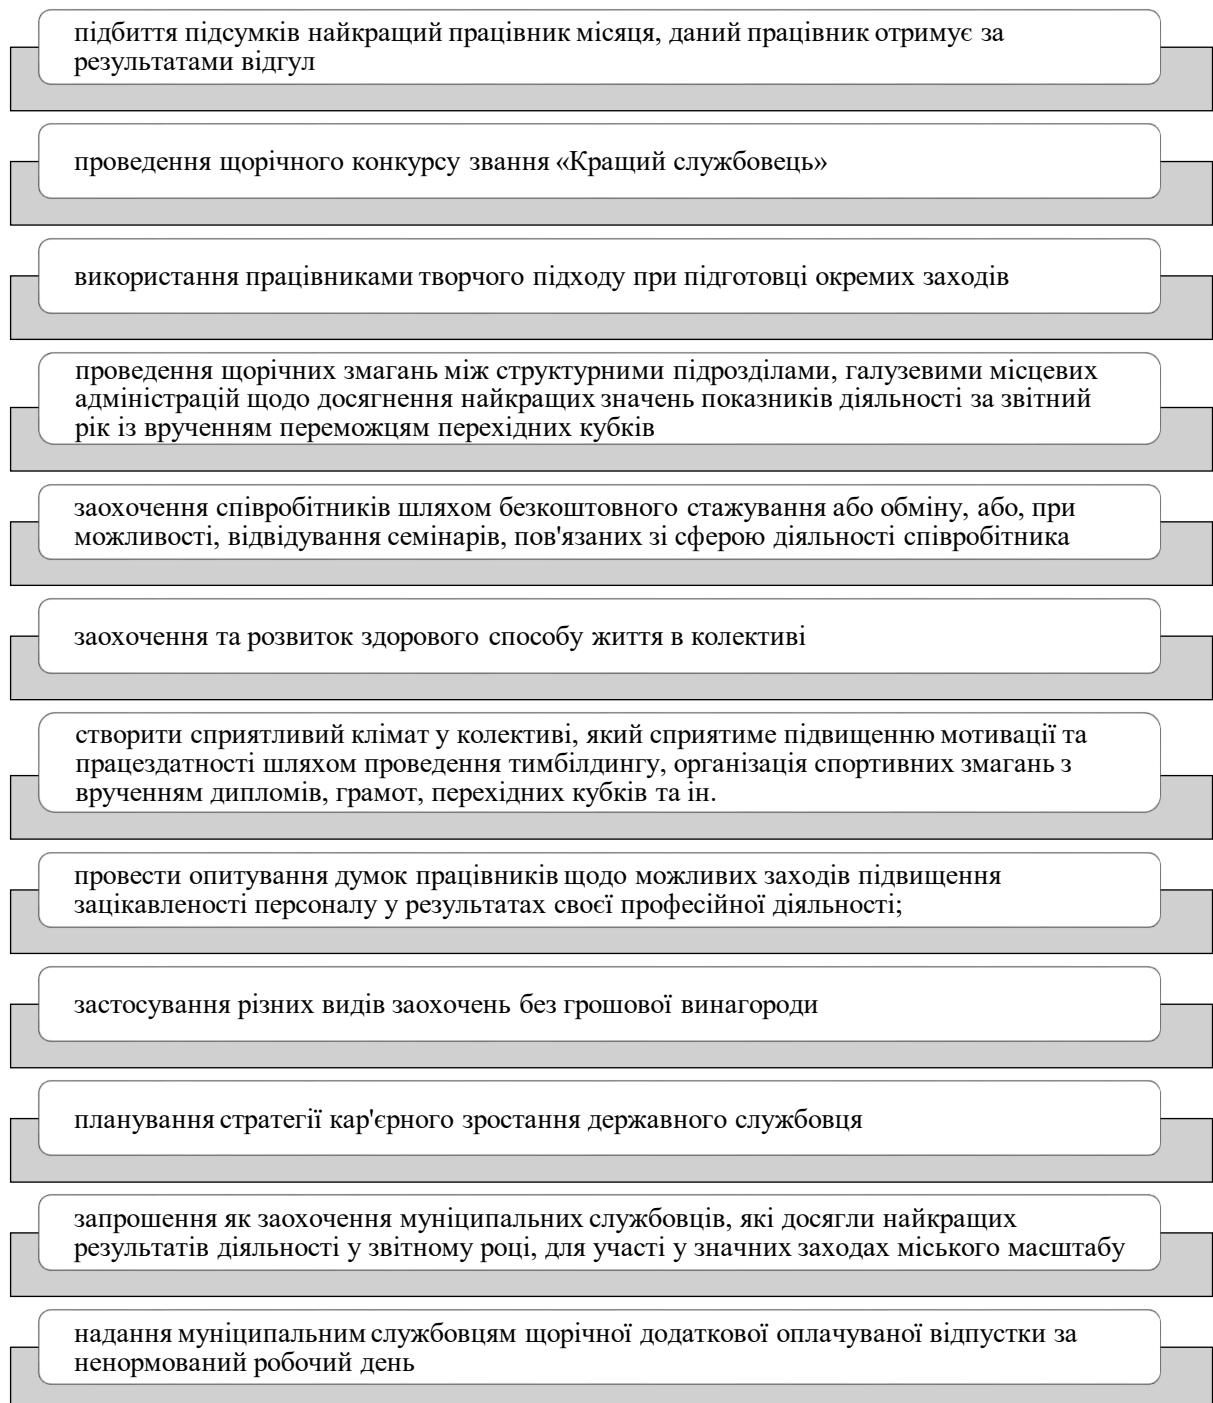 підбиття підсумків найкращий працівник місяця, даний працівник отримує за
результатами відгул
проведення щорічного конкурсу звання «Кращий службовець»
використання працівниками творчого підходу при підготовці окремих заходів
проведення щорічних змагань між структурними підрозділами, галузевими місцевих
адміністрацій щодо досягнення найкращих значень показників діяльності за звітний
рік із врученням переможцям перехідних кубків
заохочення співробітників шляхом безкоштовного стажування або обміну, або, при
можливості, відвідування семінарів, пов'язаних зі сферою діяльності співробітника
заохочення та розвиток здорового способу життя в колективі
створити сприятливий клімат у колективі, який сприятиме підвищенню мотивації та
працездатності шляхом проведення тимбілдингу, організація спортивних змагань з
врученням дипломів, грамот, перехідних кубків та ін.
провести опитування думок працівників щодо можливих заходів підвищення
зацікавленості персоналу у результатах своєї професійної діяльності;
застосування різних видів заохочень без грошової винагороди
планування стратегії кар'єрного зростання державного службовця
запрошення як заохочення муніципальних службовців, які досягли найкращих
результатів діяльності у звітному році, для участі у значних заходах міського масштабу
надання муніципальним службовцям щорічної додаткової оплачуваної відпустки за
ненормований робочий день